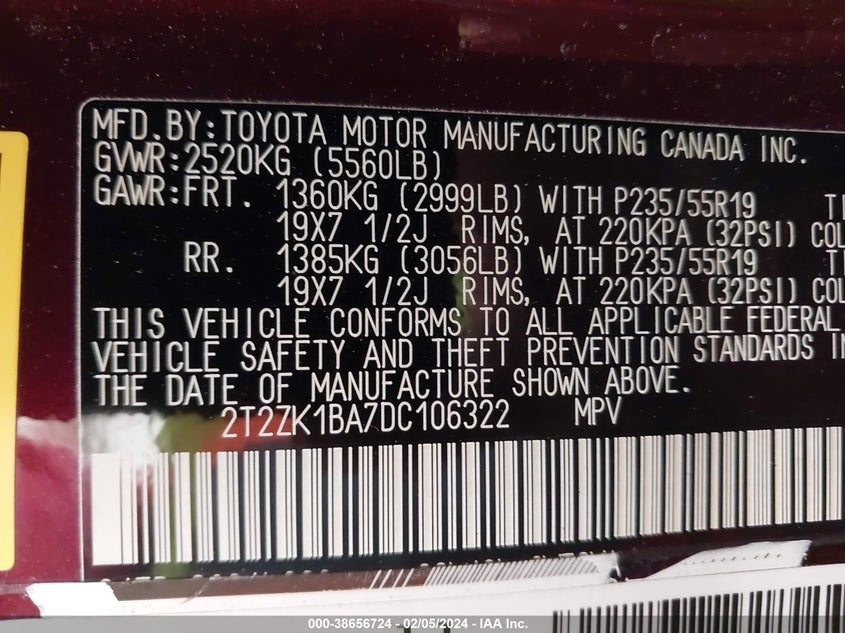 MFD.BY:TOYOTA MOTOR MANUFACTURING CANADA INC.
GVWR:2520KG (5560LB)
GAWR:FRT. 1360KG (2999LB) WITH P235/55R19
19X7 1/2J RIMS, AT 220KPA (32PSI)
RR. 1385KG (3056LB) WITH P235/55R19
19X7 1/2J RIMS, AT 220KPA (32PSI)
THIS VEHICLE CONFORMS TO ALL APPLICABLE FEDERAL
VEHICLE SAFETY AND THEFT PREVENTION STANDARDS
THE DATE OF MANUFACTURE SHOWN ABOVE.
2T2ZK1BA7DC106322 MPV
000-38656724 - 02/05/2024 - IAA Inc.